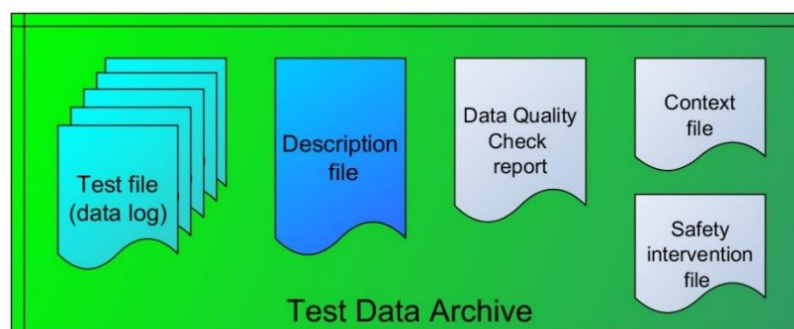 Test file
(data log)
Description
file
Data Quality
Check
report
Context
file
Safety
intervention
file
Test Data Archive